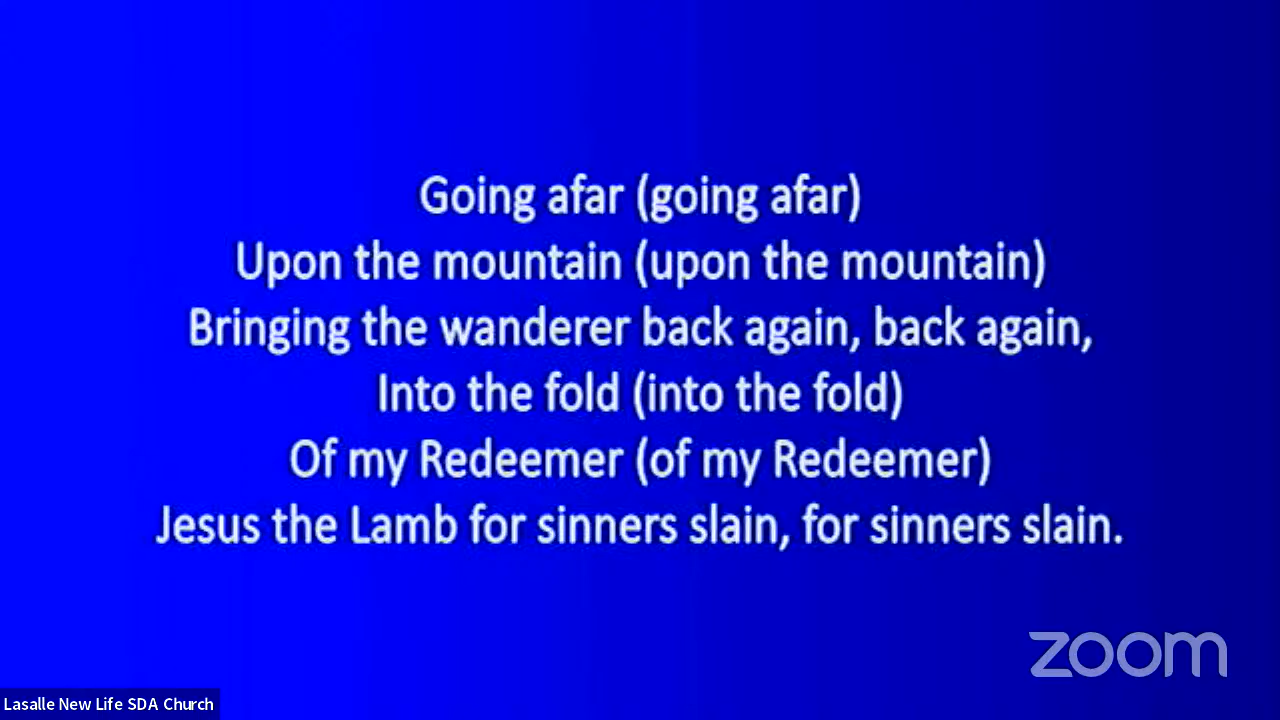 Going afar (going afar)
Upon the mountain (upon the mountain)
Bringing the wanderer back again, back again,
Into the fold (into the fold)
Of my Redeemer (of my Redeemer)
Jesus the Lamb for sinners slain, for sinners slain.
zoom
Lasalle New Life SDA Church